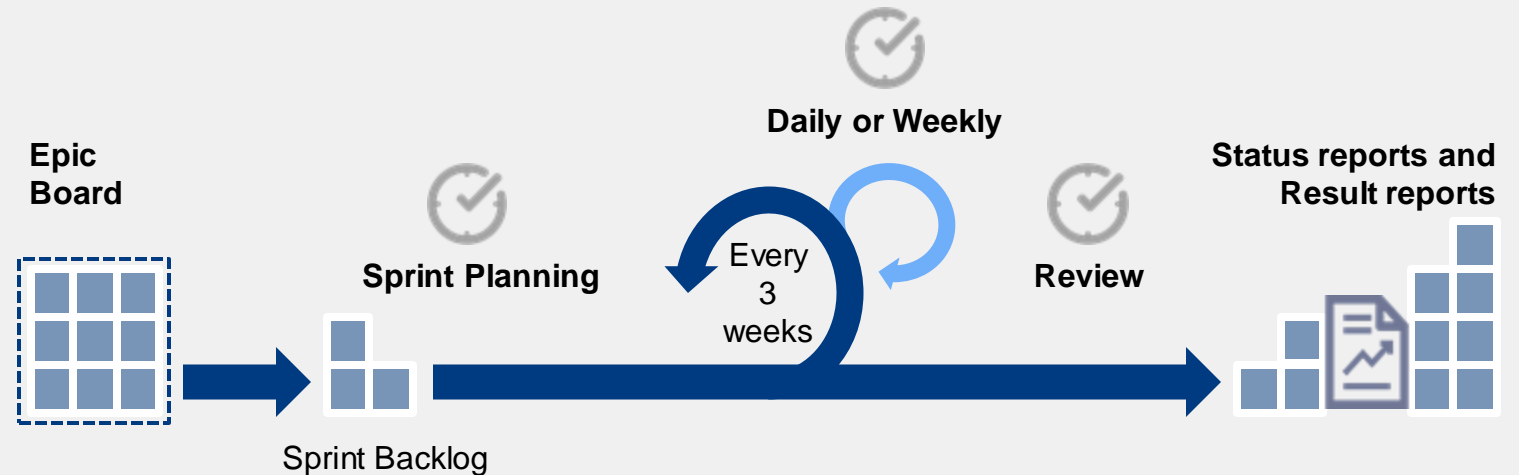 Daily or Weekly
Epic
Board
Status reports and
Result reports
Sprint Planning
Every
3
weeks
Review
Sprint Backlog